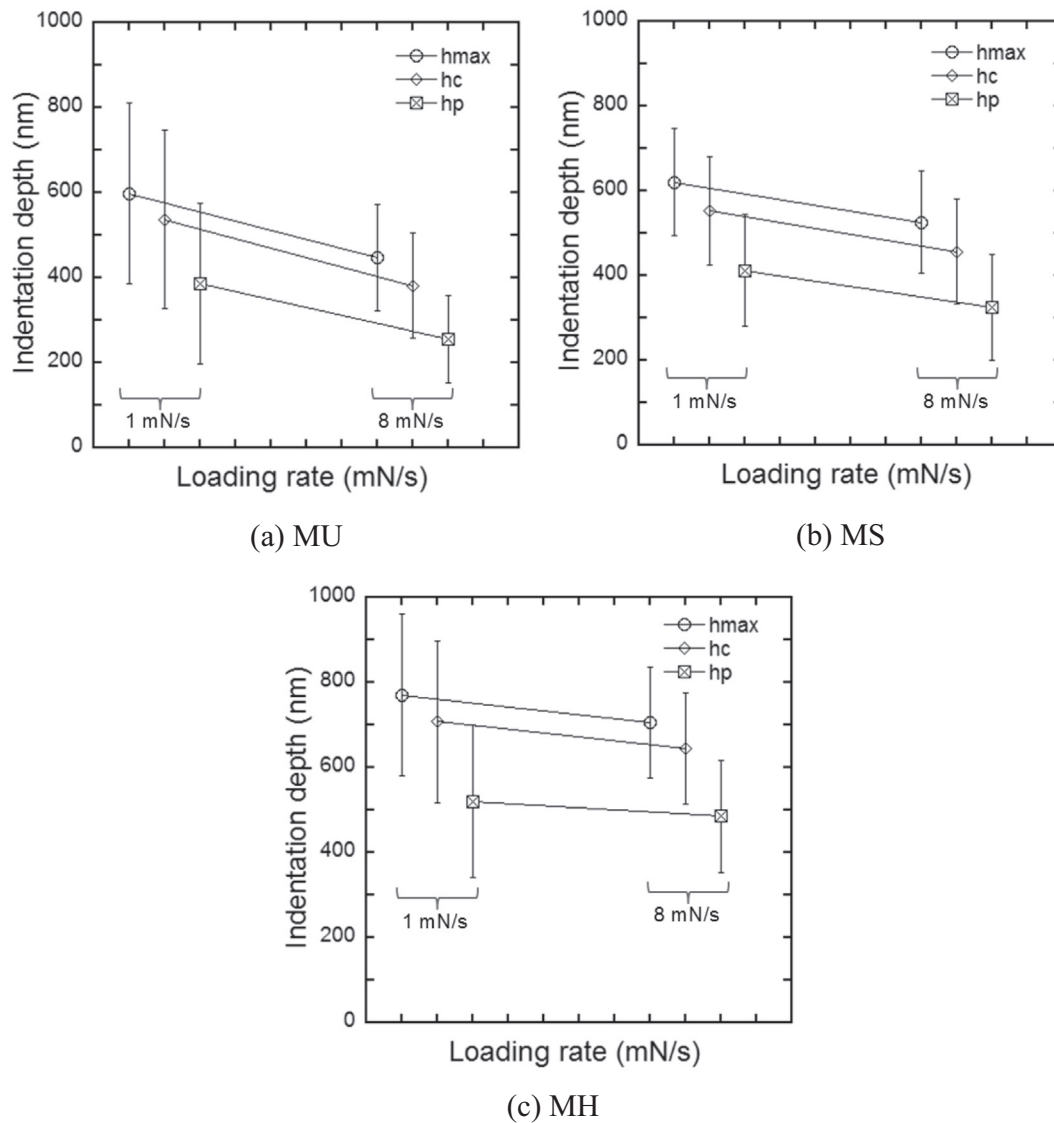 1000
800
600
400
200
0
Indentation depth (nm)
hmax
hc
hp
1 mN/s
8 mN/s
Loading rate (mN/s)
(a) MU
1000
800
600
400
200
0
Indentation depth (nm)
hmax
hc
hp
1 mN/s
8 mN/s
Loading rate (mN/s)
(b) MS
1000
800
600
400
200
0
Indentation depth (nm)
hmax
hc
hp
1 mN/s
8 mN/s
Loading rate (mN/s)
(c) MH